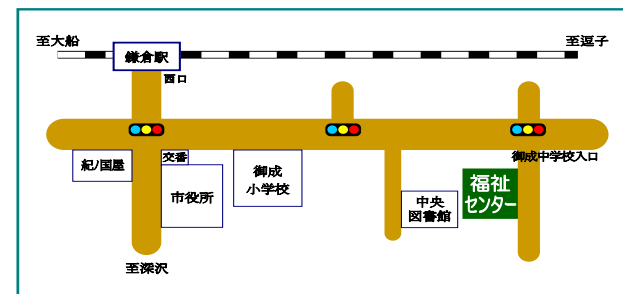 至大船
至逗子
鎌倉駅
西口
御成中学校入口
紀ノ国屋
交番
市役所
御成
小学校
中央
図書館
福祉
センター
至深沢